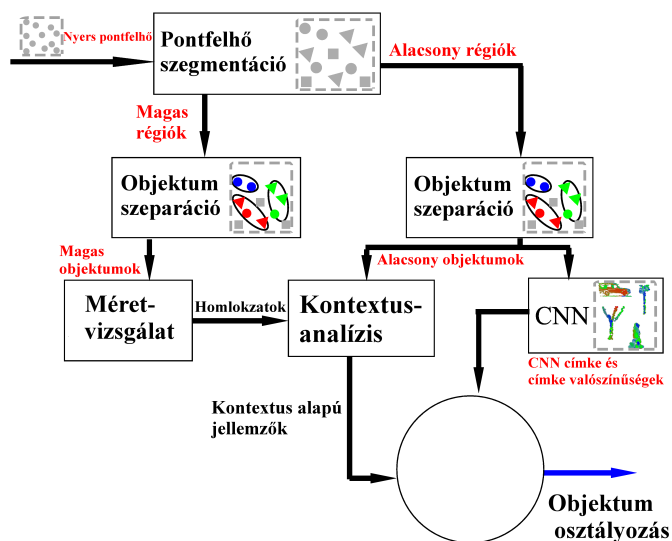 Nyers pontfelhő
Pontfelhő
szegmentáció
Alacsony régiók
Magas
régiók
Objektum
szeparáció
Objektum
szeparáció
Magas
objektumok
Alacsony objektumok
Méret-
vizsgálat
Homlokzatok
Kontextus-
analízis
CNN
CNN címke és
címke valószínűségek
Kontextus alapú
jellemzők
Objektum
osztályozás